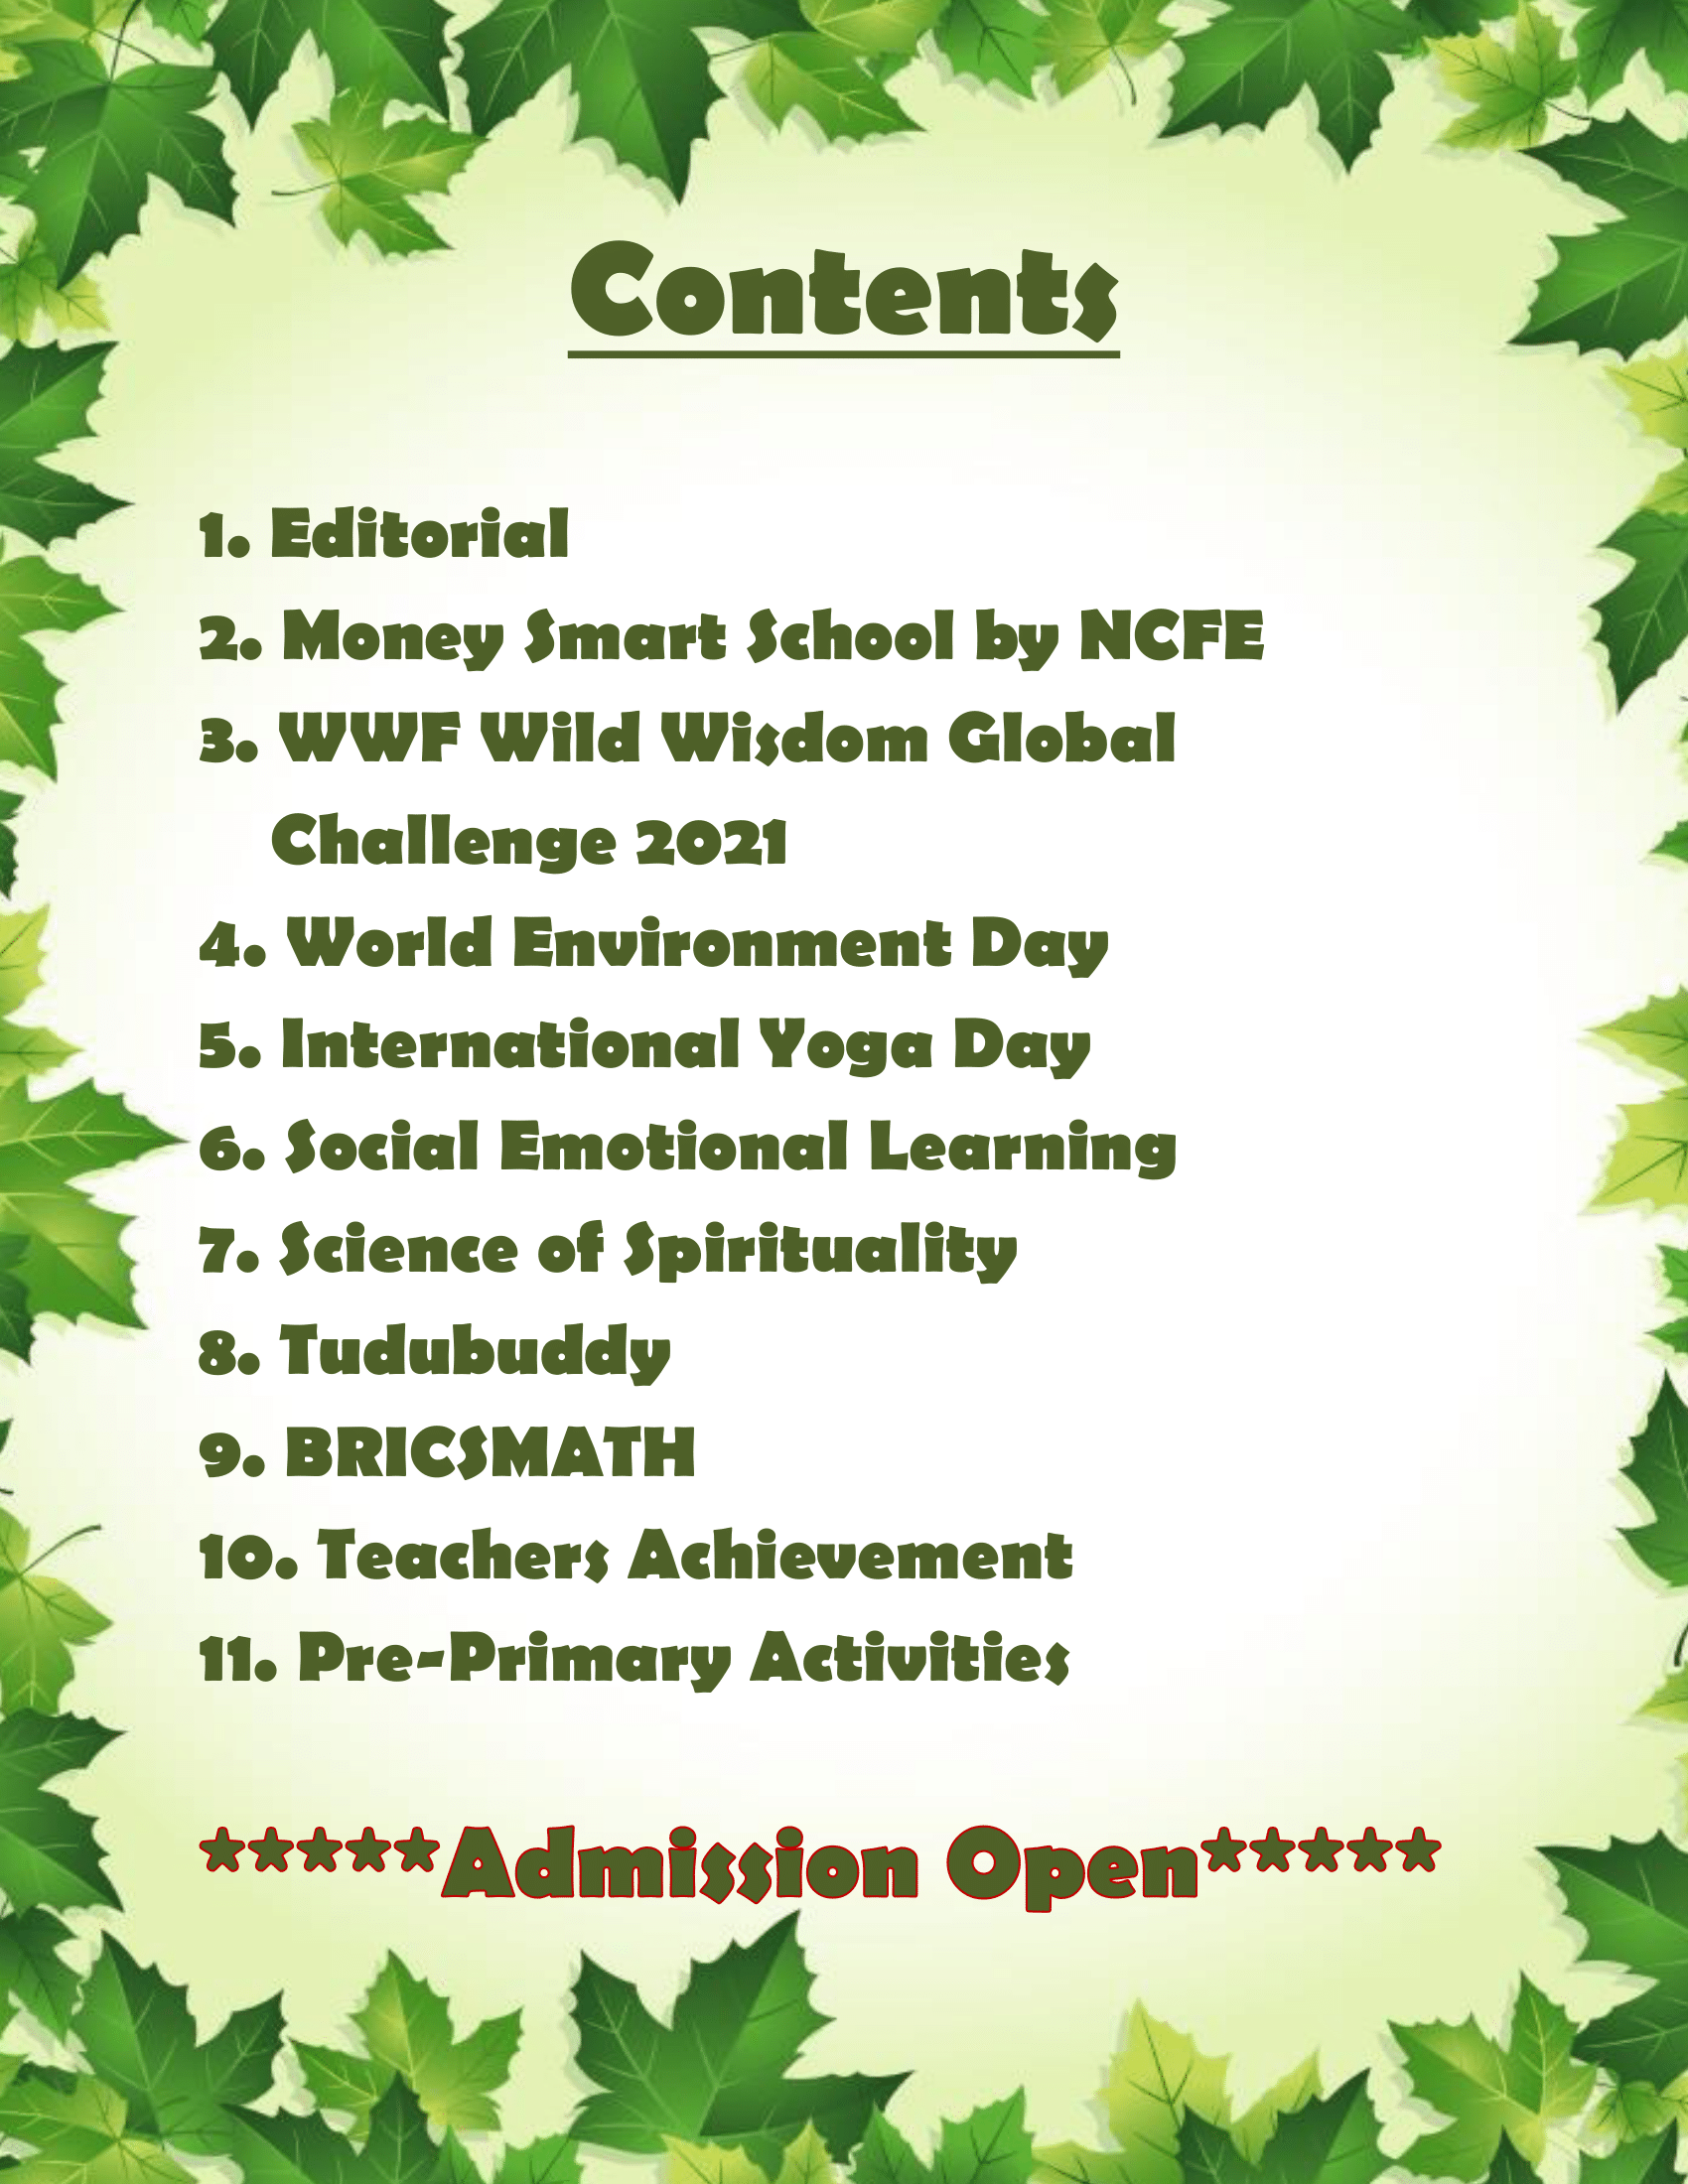 Contents
1. Editorial
2. Money Smart School by NCFE
3. WWF Wild Wisdom Global
Challenge 2021
4. World Environment Day
5. International Yoga Day
6. Social Emotional Learning
7. Science of Spirituality
8. Tudubuddy
9. BRICSMATH
10. Teachers Achievement
11. Pre-Primary Activities
*****Admission Open*****